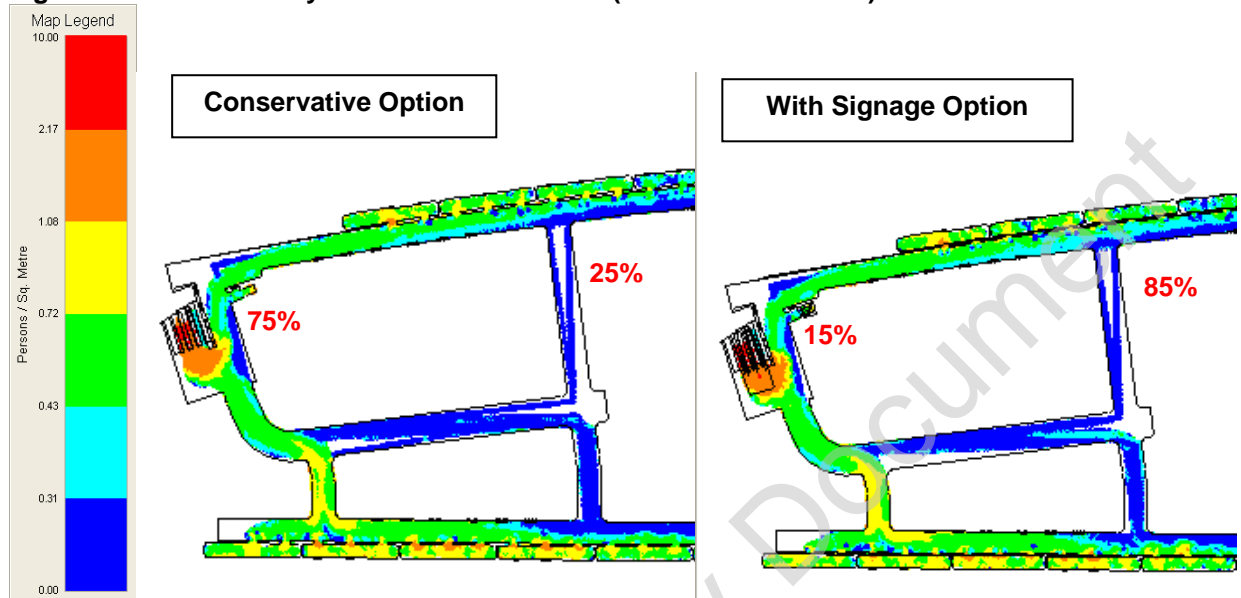 Map Legend
10.00
2.17
1.08
0.72
0.43
0.31
0.00
Persons / Sq. Metre
Conservative Option
75%
25%
With Signage Option
15%
85%
Document